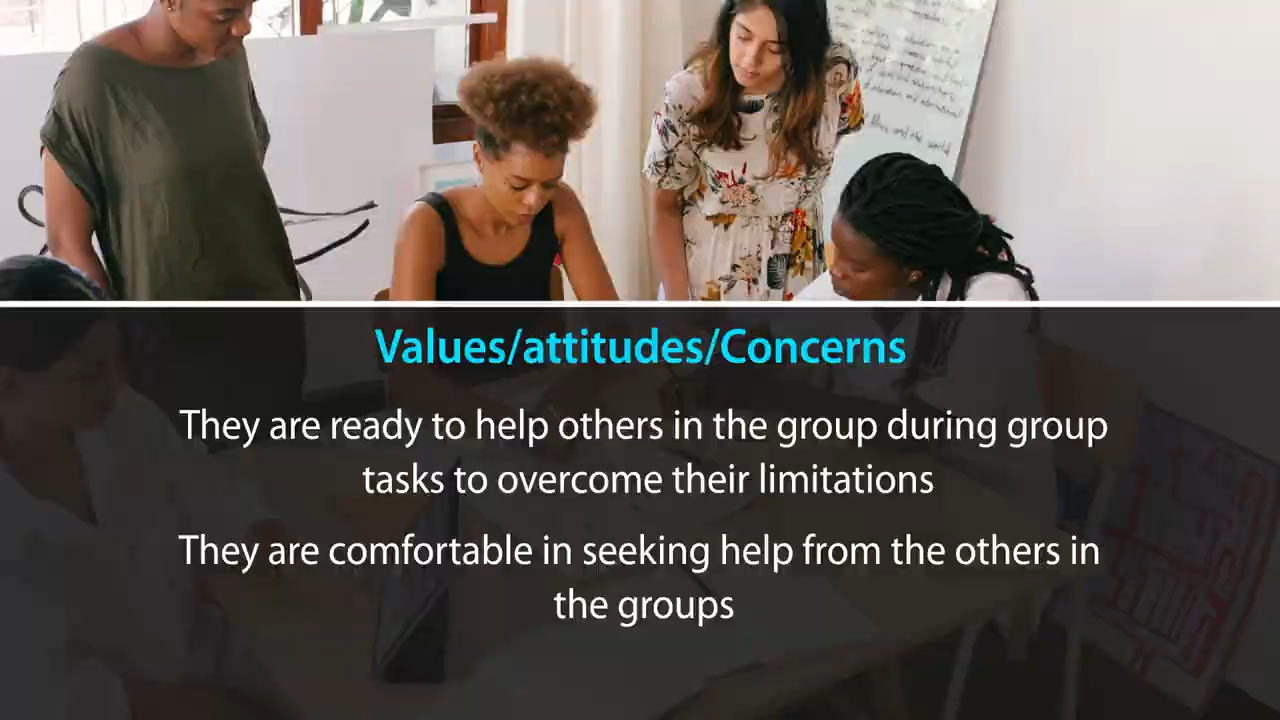 Values/attitudes/Concerns
They are ready to help others in the group during group
tasks to overcome their limitations
They are comfortable in seeking help from the others in
the groups